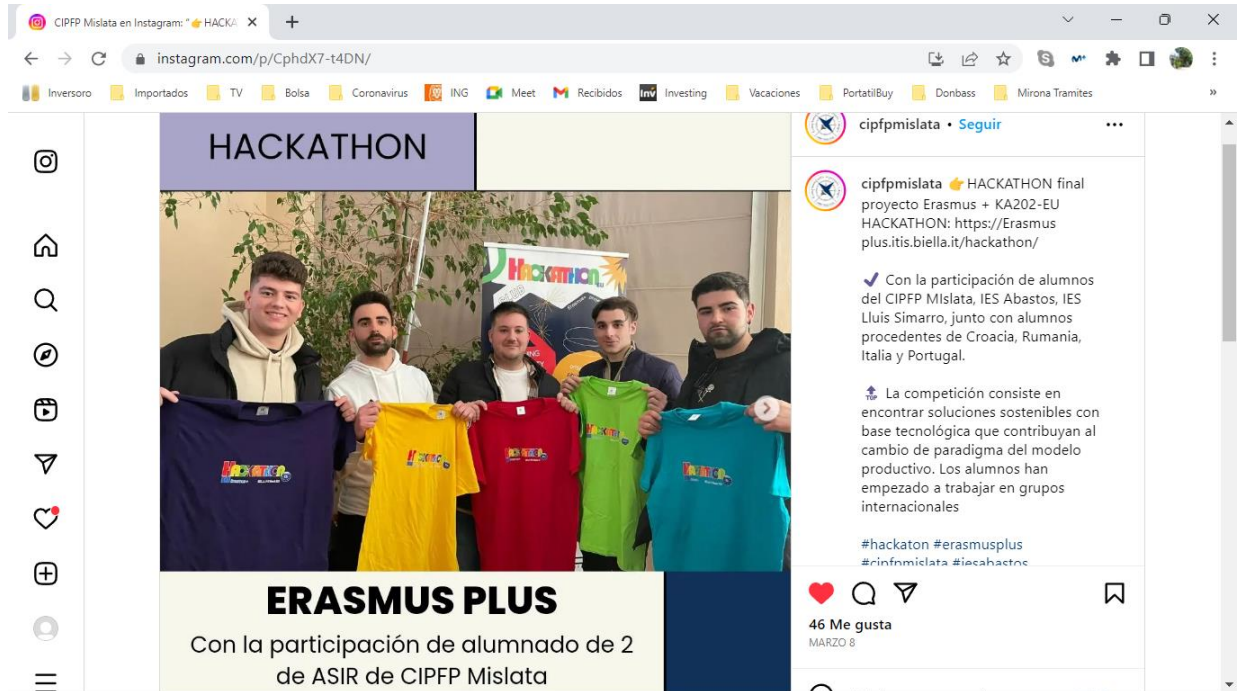 CIPFP Mislata en Instagram: "👉 HACKA
instagram.com/p/CphdX7-t4DN/
Inversoro Importados TV Bolsa Coronavirus ING Meet Recibidos Inv Investing Vacaciones PortatilBuy Donbass Mirona Tramites »
HACKATHON
HACKATHON
ERASMUS PLUS
Con la participación de alumnado de 2
de ASIR de CIPFP Mislata
cipfpmislata • Seguir
cipfpmislata 👉HACKATHON final
proyecto Erasmus + KA202-EU
HACKATHON: https://Erasmus
plus.itis.biella.it/hackathon/
✔ Con la participación de alumnos
del CIPFP MIslata, IES Abastos, IES
Lluis Simarro, junto con alumnos
procedentes de Croacia, Rumania,
Italia y Portugal.
🔝 La competición consiste en
encontrar soluciones sostenibles con
base tecnológica que contribuyan al
cambio de paradigma del modelo
productivo. Los alumnos han
empezado a trabajar en grupos
internacionales
#hackaton #erasmusplus
#cipfpmislata #iesabastos
46 Me gusta
MARZO 8